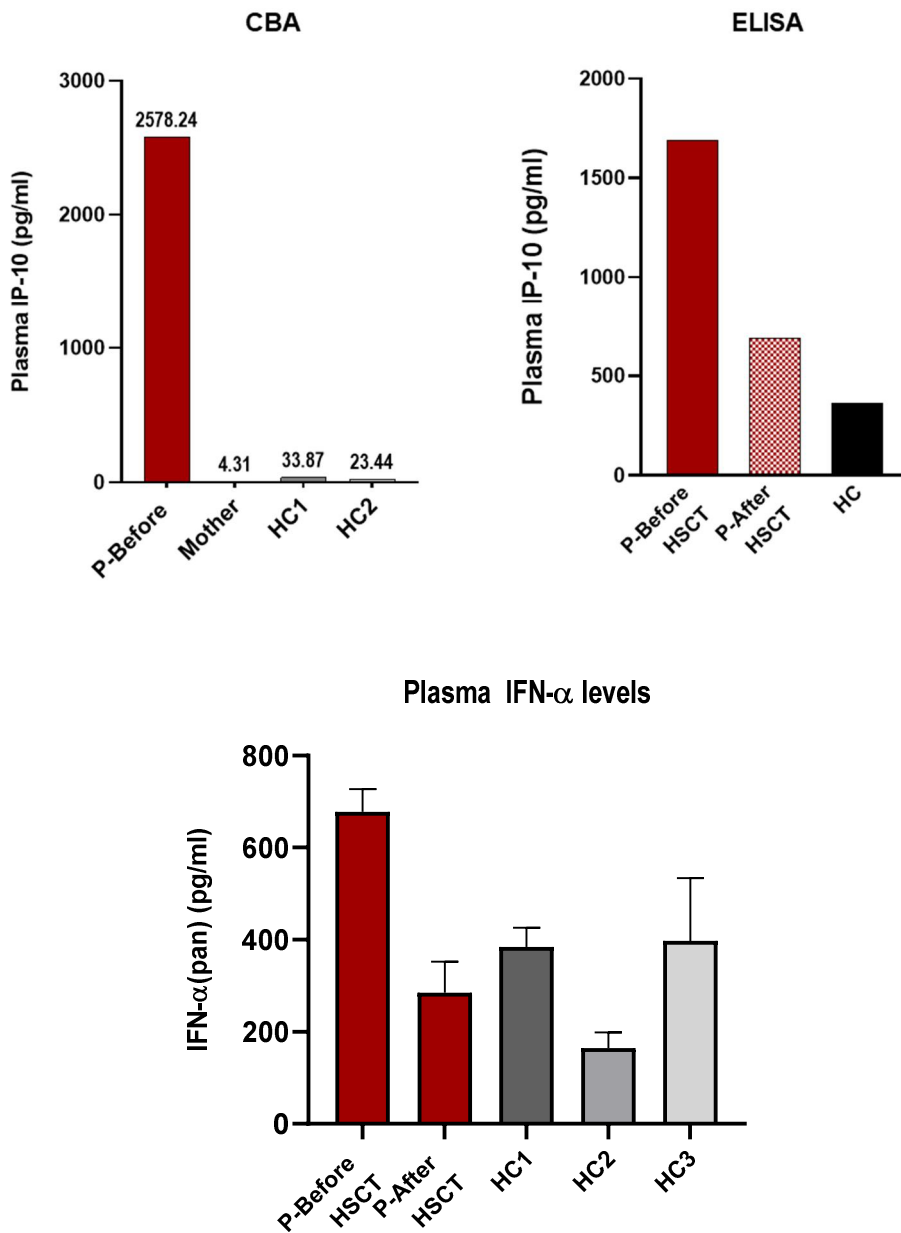 CBA
Plasma IP-10 (pg/ml)
3000
2000
1000
0
2578.24
4.31
33.87
23.44
P-Before
Mother
HC1
HC2
ELISA
Plasma IP-10 (pg/ml)
2000
1500
1000
500
0
P-Before
HSCT
P-After
HSCT
HC
Plasma IFN-α levels
IFN-α(pan) (pg/ml)
800
600
400
200
0
P-Before
HSCT
P-After
HSCT
HC1
HC2
HC3